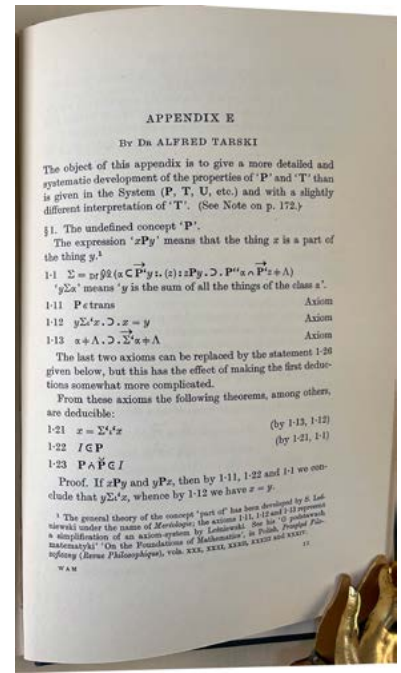 APPENDIX E
BY DR ALFRED TARSKI
The object of this appendix is to give a more detailed and
systematic development of the properties of 'P' and 'T' than
is given in the System (P, T, U, etc.) and with a slightly
different interpretation of 'T'. (See Note on p. 172.)
§1. The undefined concept 'P'.
The expression 'xPy' means that the thing x is a part of
the thing y.¹
1·1 Σ = Df ŷα̂ (α ⊂ P⃗'y :. (z) : zPy . ⊃ . P''α ∩ P⃗'z ≠ Λ)
'yΣα' means 'y is the sum of all the things of the class α'.
1·11 P ϵ trans Axiom
1·12 yΣι'x . ⊃ . x = y Axiom
1·13 α ≠ Λ . ⊃ . Σ⃗'α ≠ Λ Axiom
The last two axioms can be replaced by the statement 1·26
given below, but this has the effect of making the first deduc-
tions somewhat more complicated.
From these axioms the following theorems, among others,
are deducible:
1·21 x = Σ'ι'x (by 1·13, 1·12)
1·22 I ⋐ P (by 1·21, 1·1)
1·23 P ∩ P̆ ⋐ I
Proof. If xPy and yPx, then by 1·11, 1·22 and 1·1 we con-
clude that yΣι'x, whence by 1·12 we have x = y.
¹ The general theory of the concept 'part of' has been developed by S. Leś-
niewski under the name of Mereologie; the axioms 1·11, 1·12 and 1·13 represent
a simplification of an axiom-system by Leśniewski. See his 'O podstawach
matematyki' 'On the Foundations of Mathematics', in Polish, Przegląd Filo-
zoficzny (Revue Philosophique), vols. XXX, XXXI, XXXII, XXXIII and XXXIV.
WAM